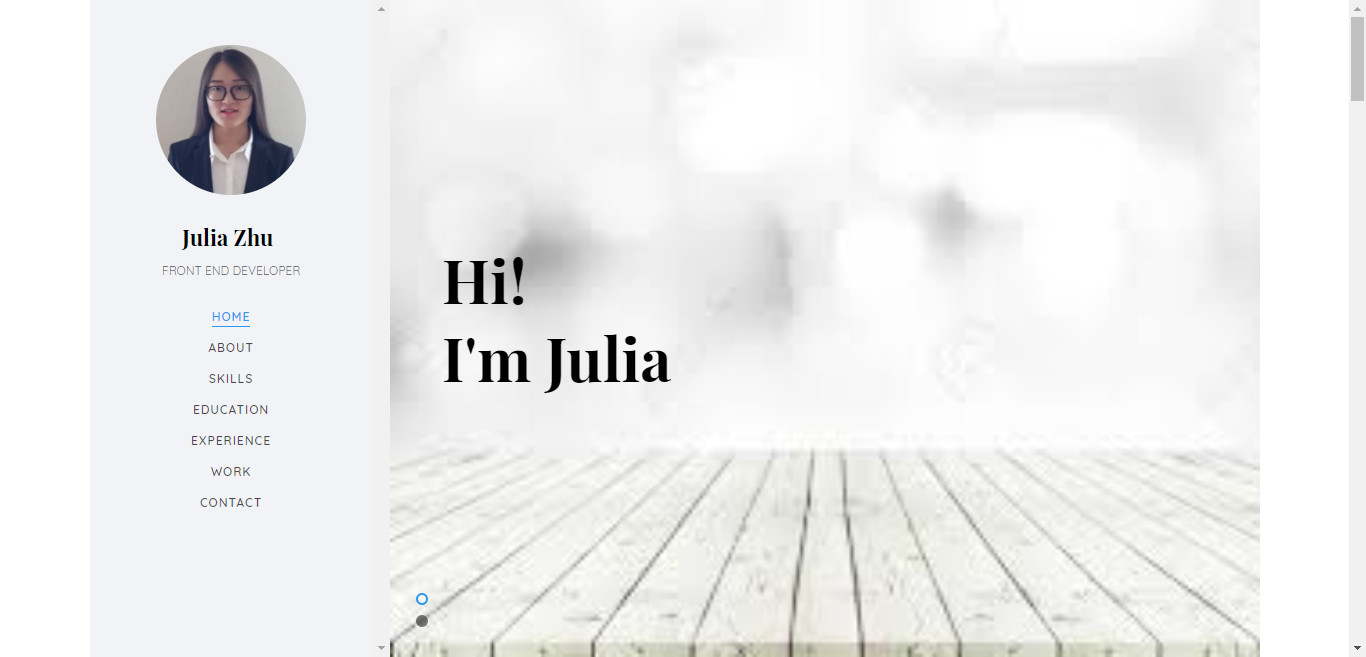 Julia Zhu
FRONT END DEVELOPER
HOME
ABOUT
SKILLS
EDUCATION
EXPERIENCE
WORK
CONTACT
Hi!
I'm Julia